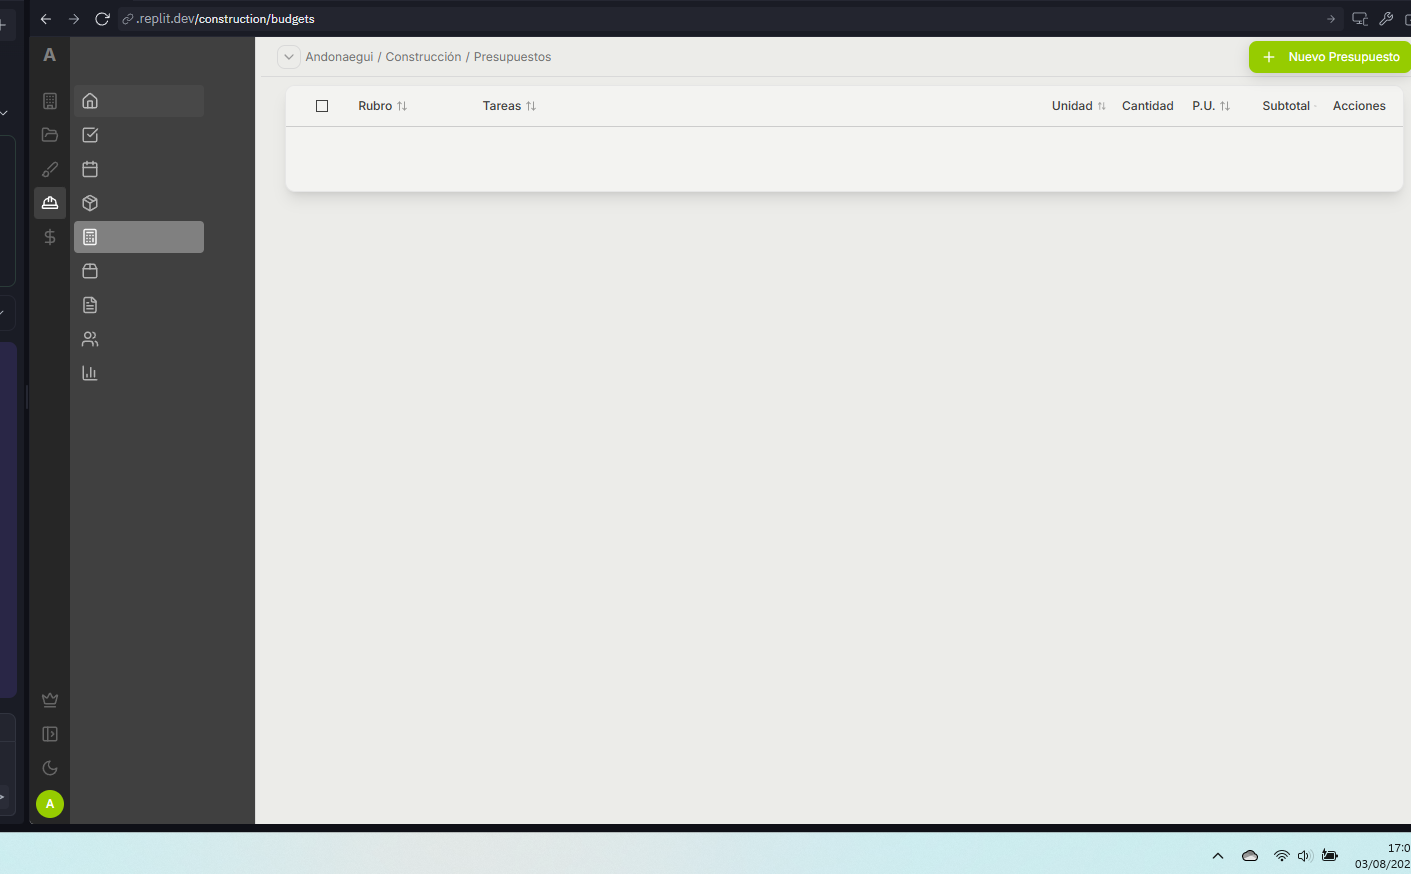 .replit.dev/construction/budgets
A
Andonaegui / Construcción / Presupuestos
Nuevo Presupuesto
Rubro Tareas Unidad Cantidad P.U. Subtotal Acciones
A
17:0
03/08/202